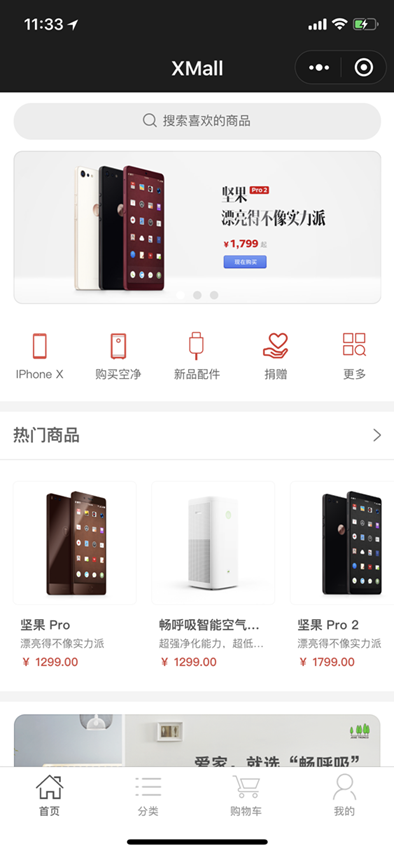 11:33
XMall
搜索喜欢的商品
坚果 Pro 2
漂亮得不像实力派
¥1,799 起
现在购买
IPhone X
购买空净
新品配件
捐赠
更多
热门商品
坚果 Pro
漂亮得不像实力派
¥ 1299.00
畅呼吸智能空气...
超强净化能力，超低...
¥ 1299.00
坚果 Pro 2
漂亮得不像实力派
¥ 1799.00
爱家，就选“畅呼吸”
首页
分类
购物车
我的